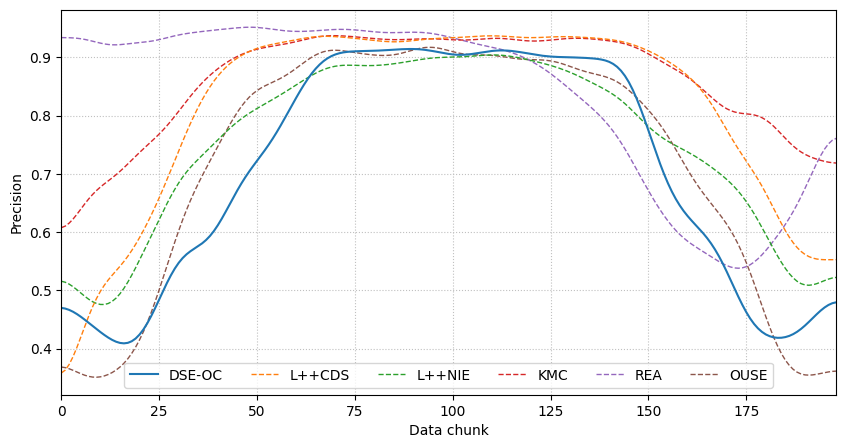 0.9
0.8
0.7
0.6
0.5
0.4
Precision
DSE-OC L++CDS L++NIE KMC REA OUSE
0 25 50 75 100 125 150 175
Data chunk